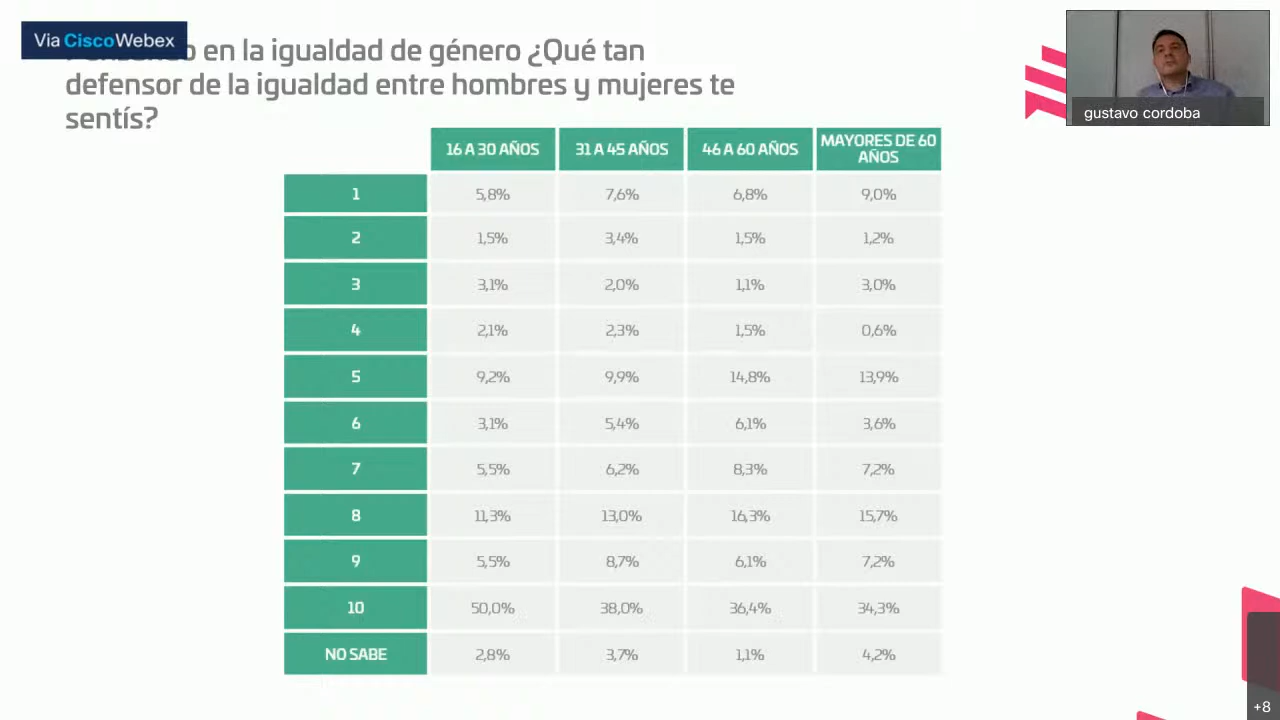 Vía CiscoWebex
en la igualdad de género ¿Qué tan
defensor de la igualdad entre hombres y mujeres te
sentís?
gustavo cordoba
16 A 30 AÑOS 31 A 45 AÑOS 46 A 60 AÑOS MAYORES DE 60 AÑOS
1 5,8% 7,6% 6,8% 9,0%
2 1,5% 3,4% 1,5% 1,2%
3 3,1% 2,0% 1,1% 3,0%
4 2,1% 2,3% 1,5% 0,6%
5 9,2% 9,9% 14,8% 13,9%
6 3,1% 5,4% 6,1% 3,6%
7 5,5% 6,2% 8,3% 7,2%
8 11,3% 13,0% 16,3% 15,7%
9 5,5% 8,7% 6,1% 7,2%
10 50,0% 38,0% 36,4% 34,3%
NO SABE 2,8% 3,7% 1,1% 4,2%
+8